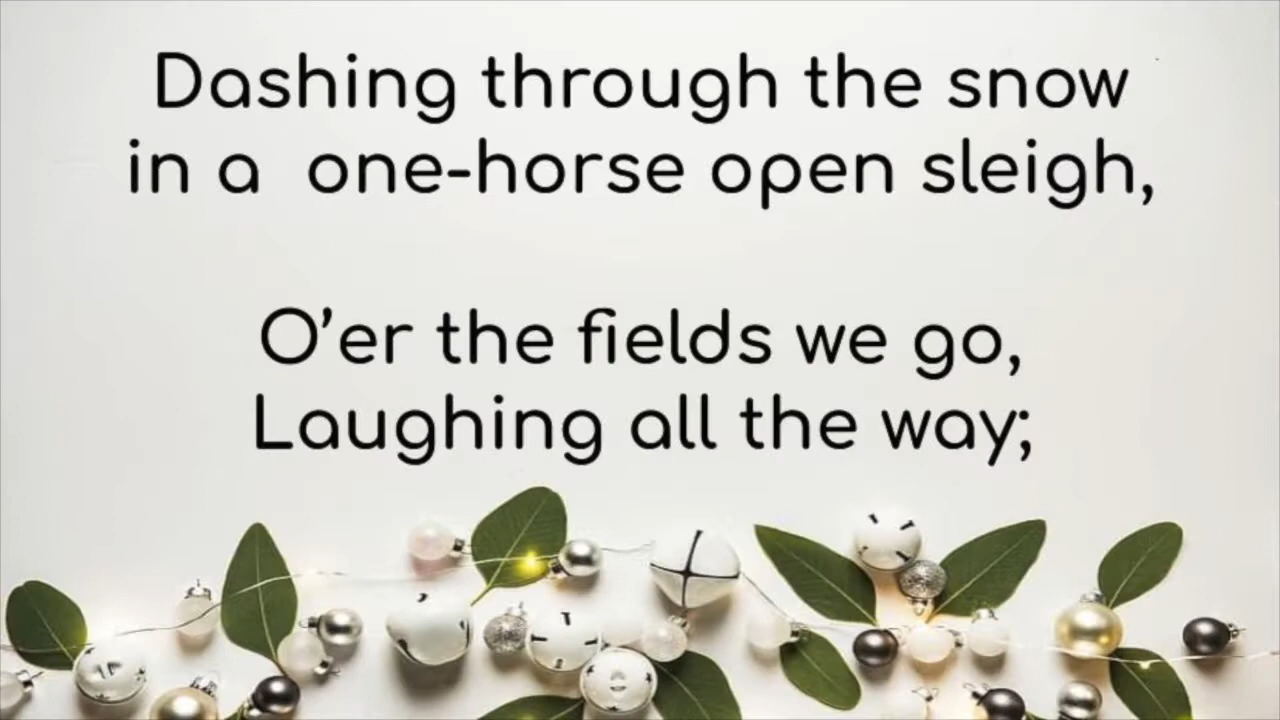 Dashing through the snow
in a  one-horse open sleigh,
O’er the fields we go,
Laughing all the way;